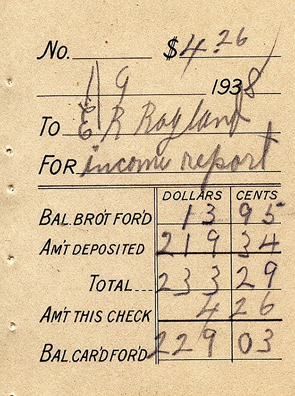 No. $4.26
1/9 1938
To E R Ragland
For income report
DOLLARS CENTS
BAL. BRO'T FOR'D 13 95
AM'T DEPOSITED 219 34
TOTAL 233 29
AM'T THIS CHECK 4 26
BAL CAR'D FOR'D 229 03